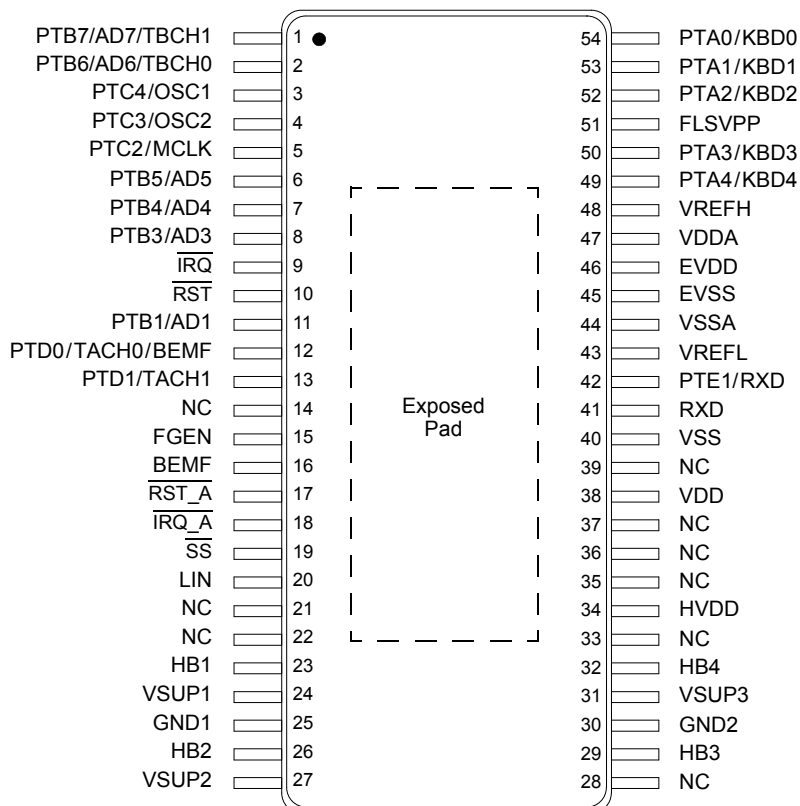 PTB7/AD7/TBCH1 1 54 PTA0/KBD0
PTB6/AD6/TBCH0 2 53 PTA1/KBD1
PTC4/OSC1 3 52 PTA2/KBD2
PTC3/OSC2 4 51 FLSVPP
PTC2/MCLK 5 50 PTA3/KBD3
PTB5/AD5 6 49 PTA4/KBD4
PTB4/AD4 7 48 VREFH
PTB3/AD3 8 47 VDDA
IRQ 9 46 EVDD
RST 10 45 EVSS
PTB1/AD1 11 44 VSSA
PTD0/TACH0/BEMF 12 43 VREFL
PTD1/TACH1 13 42 PTE1/RXD
NC 14 Exposed 41 RXD
FGEN 15 Pad 40 VSS
BEMF 16 39 NC
RST_A 17 38 VDD
IRQ_A 18 37 NC
SS 19 36 NC
LIN 20 35 NC
NC 21 34 HVDD
NC 22 33 NC
HB1 23 32 HB4
VSUP1 24 31 VSUP3
GND1 25 30 GND2
HB2 26 29 HB3
VSUP2 27 28 NC